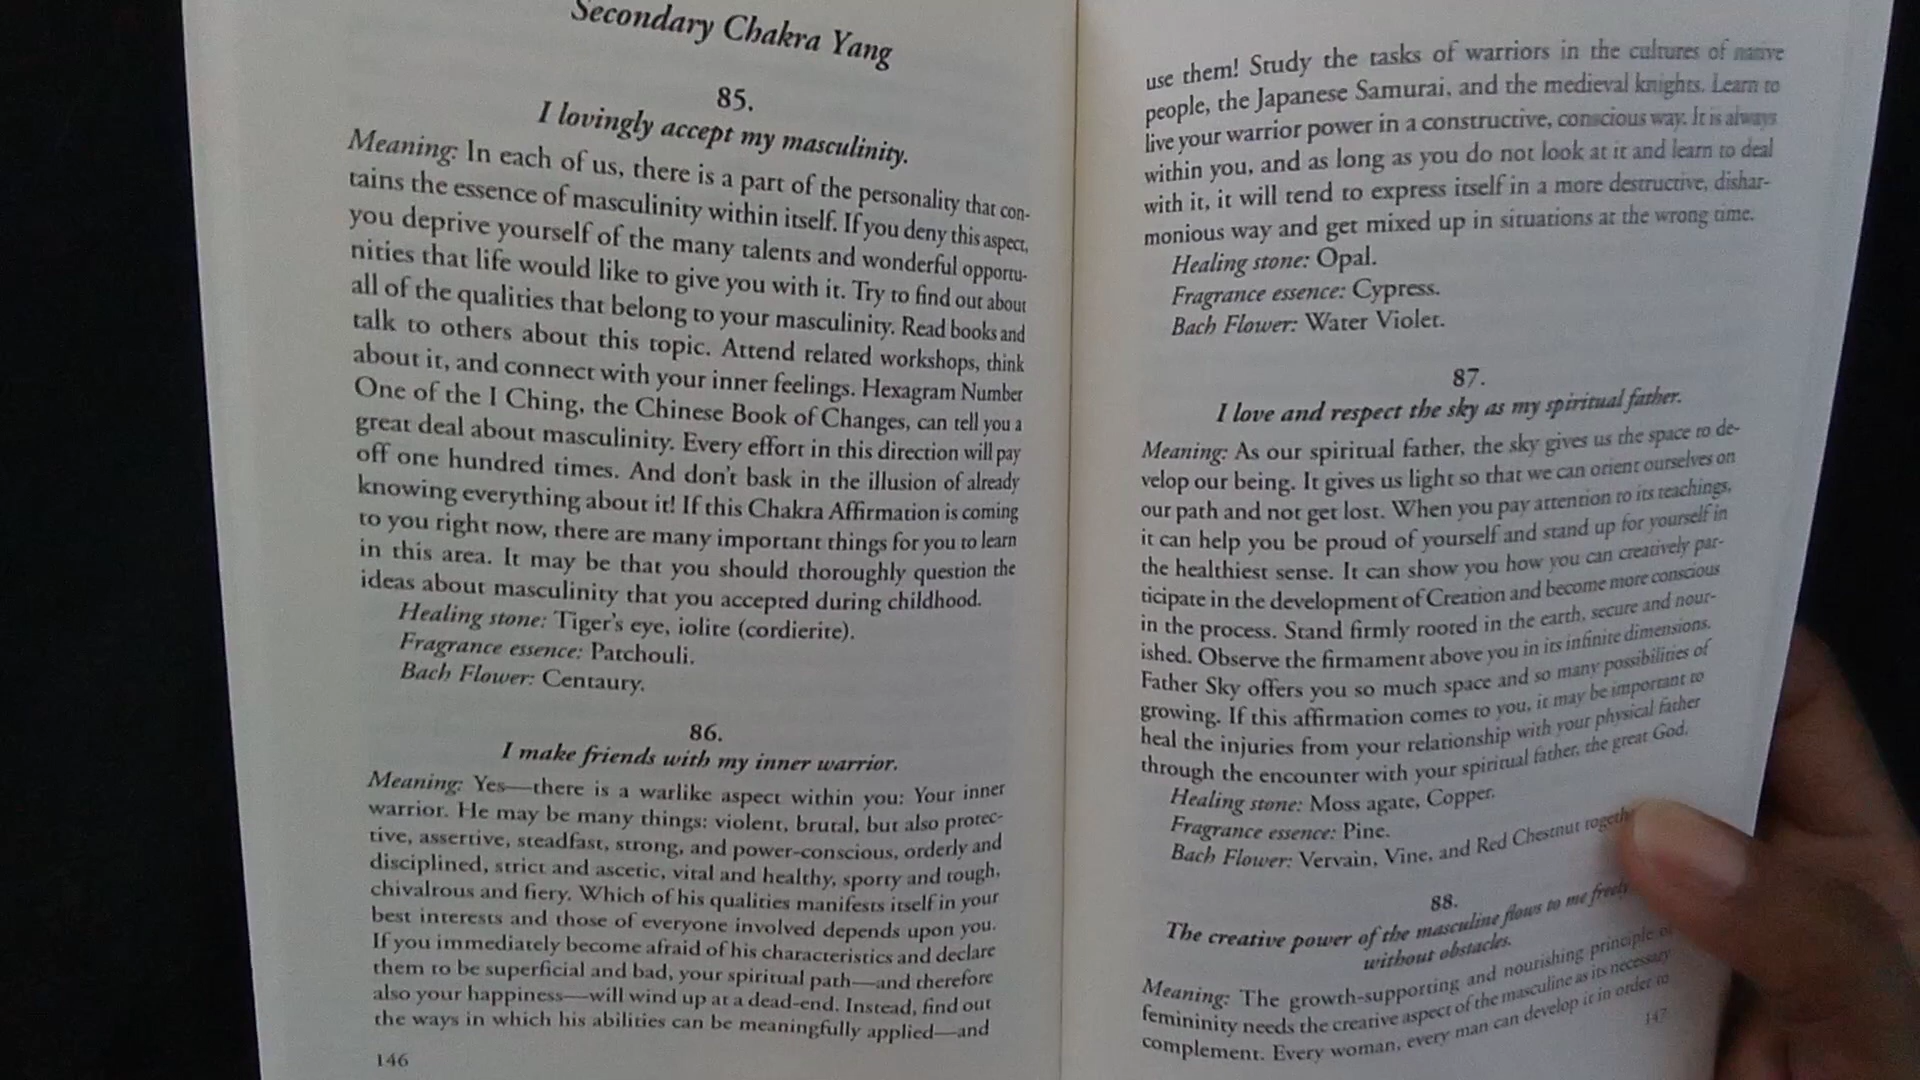 Secondary Chakra Yang
85.
I lovingly accept my masculinity.
Meaning: In each of us, there is a part of the personality that con-
tains the essence of masculinity within itself. If you deny this aspect,
you deprive yourself of the many talents and wonderful opportu-
nities that life would like to give you with it. Try to find out about
all of the qualities that belong to your masculinity. Read books and
talk to others about this topic. Attend related workshops, think
about it, and connect with your inner feelings. Hexagram Number
One of the I Ching, the Chinese Book of Changes, can tell you a
great deal about masculinity. Every effort in this direction will pay
off one hundred times. And don't bask in the illusion of already
knowing everything about it! If this Chakra Affirmation is coming
to you right now, there are many important things for you to learn
in this area. It may be that you should thoroughly question the
ideas about masculinity that you accepted during childhood.
Healing stone: Tiger's eye, iolite (cordierite).
Fragrance essence: Patchouli.
Bach Flower: Centaury.
86.
I make friends with my inner warrior.
Meaning: Yes—there is a warlike aspect within you: Your inner
warrior. He may be many things: violent, brutal, but also protec-
tive, assertive, steadfast, strong, and power-conscious, orderly and
disciplined, strict and ascetic, vital and healthy, sporty and tough,
chivalrous and fiery. Which of his qualities manifests itself in your
best interests and those of everyone involved depends upon you.
If you immediately become afraid of his characteristics and declare
them to be superficial and bad, your spiritual path—and therefore
also your happiness—will wind up at a dead-end. Instead, find out
the ways in which his abilities can be meaningfully applied—and
146
use them! Study the tasks of warriors in the cultures of native
people, the Japanese Samurai, and the medieval knights. Learn to
live your warrior power in a constructive, conscious way. It is always
within you, and as long as you do not look at it and learn to deal
with it, it will tend to express itself in a more destructive, dishar-
monious way and get mixed up in situations at the wrong time.
Healing stone: Opal.
Fragrance essence: Cypress.
Bach Flower: Water Violet.
87.
I love and respect the sky as my spiritual father.
Meaning: As our spiritual father, the sky gives us the space to de-
velop our being. It gives us light so that we can orient ourselves on
our path and not get lost. When you pay attention to its teachings,
it can help you be proud of yourself and stand up for yourself in
the healthiest sense. It can show you how you can creatively par-
ticipate in the development of Creation and become more conscious
in the process. Stand firmly rooted in the earth, secure and nour-
ished. Observe the firmament above you in its infinite dimensions.
Father Sky offers you so much space and so many possibilities of
growing. If this affirmation comes to you, it may be important to
heal the injuries from your relationship with your physical father
through the encounter with your spiritual father, the great God.
Healing stone: Moss agate, Copper.
Fragrance essence: Pine.
Bach Flower: Vervain, Vine, and Red Chestnut
88.
The creative power of the masculine flows to me freely
without obstacles.
Meaning: The growth-supporting and nourishing principle of
femininity needs the creative aspect of the masculine as its necessary
complement. Every woman, every man can develop it in order to
147